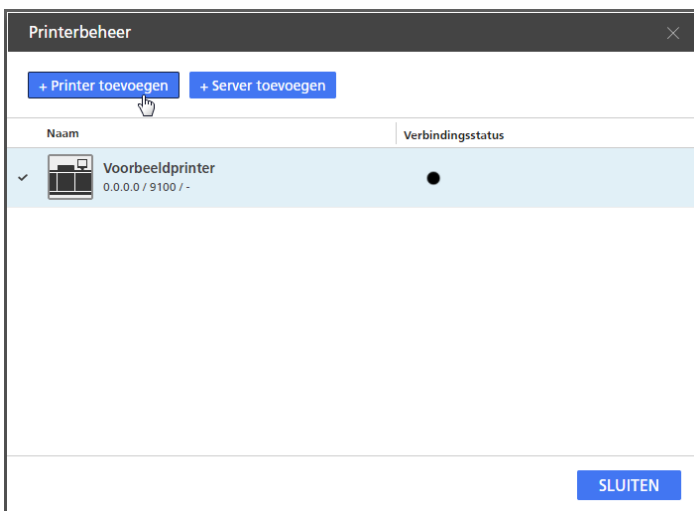 Printerbeheer
+ Printer toevoegen + Server toevoegen
Naam Verbindingsstatus
Voorbeeldprinter
0.0.0.0 / 9100 / -
SLUITEN